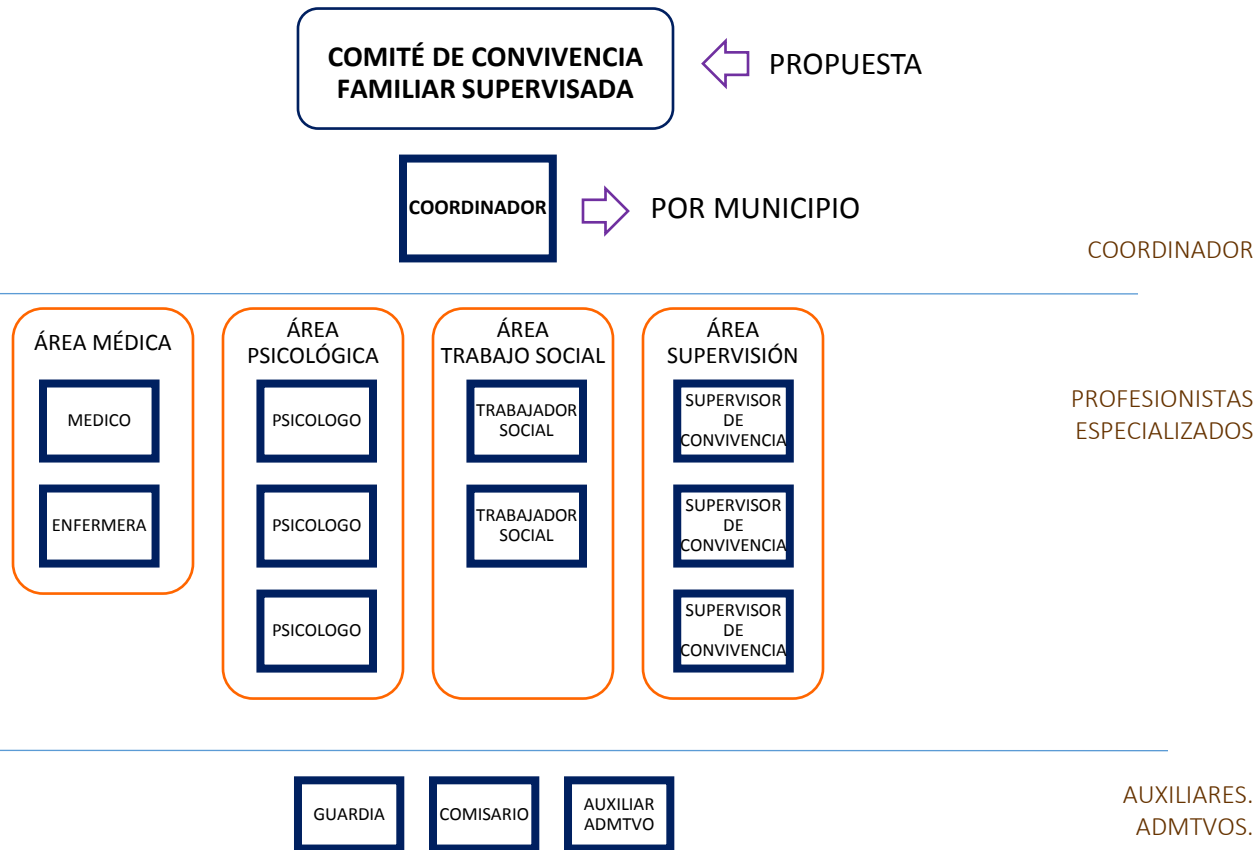 COMITÉ DE CONVIVENCIA
FAMILIAR SUPERVISADA
PROPUESTA
COORDINADOR
POR MUNICIPIO
COORDINADOR
ÁREA MÉDICA
MEDICO
ENFERMERA
ÁREA
PSICOLÓGICA
PSICOLOGO
PSICOLOGO
PSICOLOGO
ÁREA
TRABAJO SOCIAL
TRABAJADOR
SOCIAL
TRABAJADOR
SOCIAL
ÁREA
SUPERVISIÓN
SUPERVISOR
DE
CONVIVENCIA
SUPERVISOR
DE
CONVIVENCIA
SUPERVISOR
DE
CONVIVENCIA
PROFESIONISTAS
ESPECIALIZADOS
GUARDIA
COMISARIO
AUXILIAR
ADMTVO
AUXILIARES.
ADMTVOS.